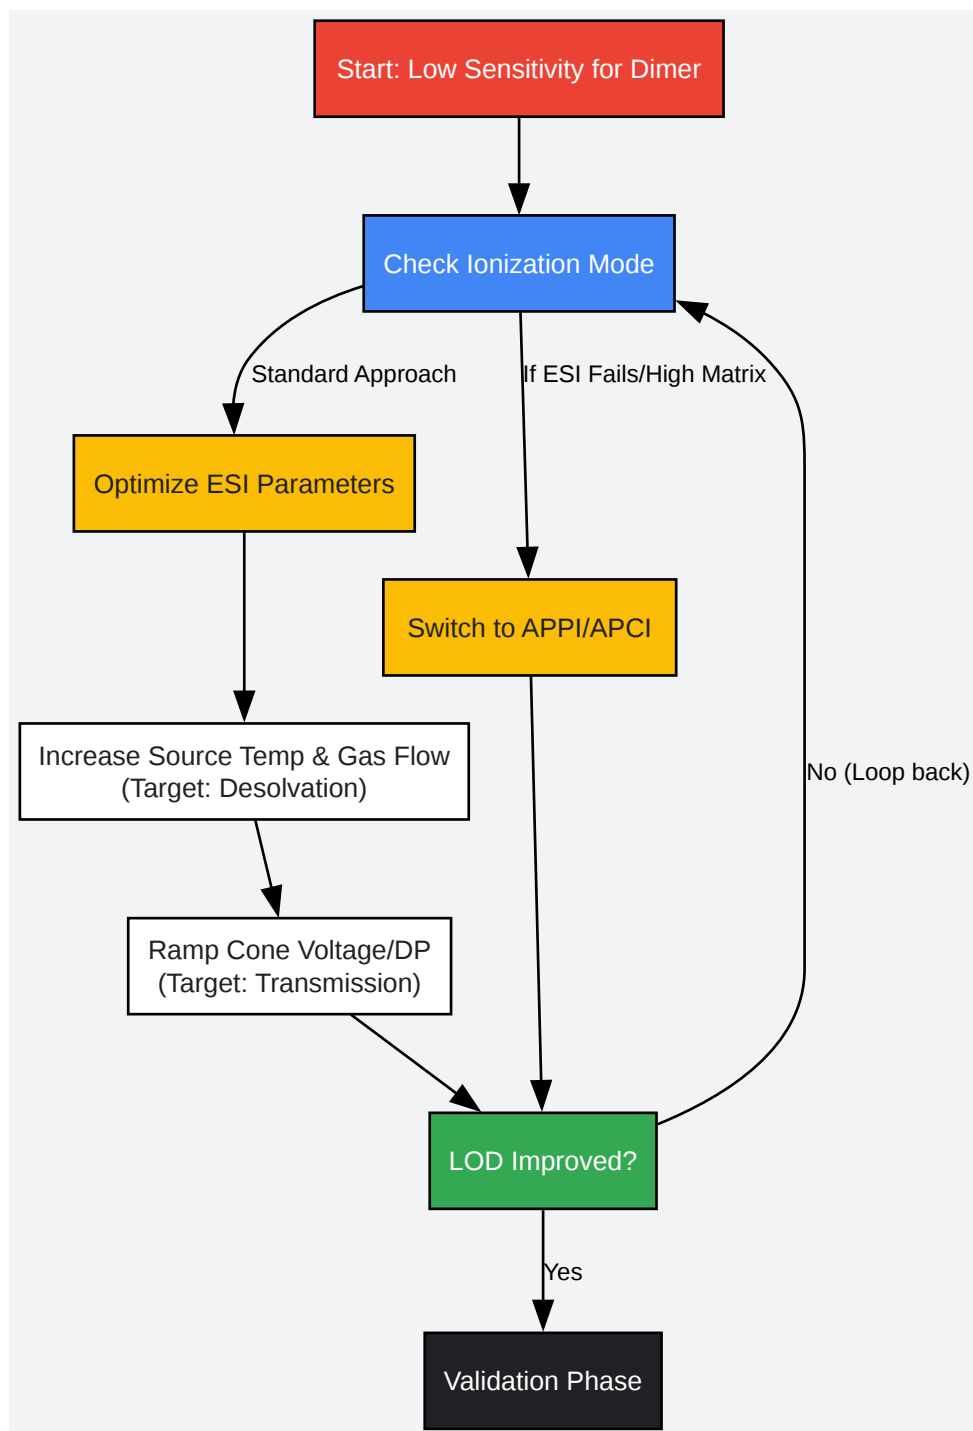 Start: Low Sensitivity for Dimer
Check Ionization Mode
Standard Approach
If ESI Fails/High Matrix
Optimize ESI Parameters
Switch to APPI/APCI
Increase Source Temp & Gas Flow
(Target: Desolvation)
No (Loop back)
Ramp Cone Voltage/DP
(Target: Transmission)
LOD Improved?
Yes
Validation Phase